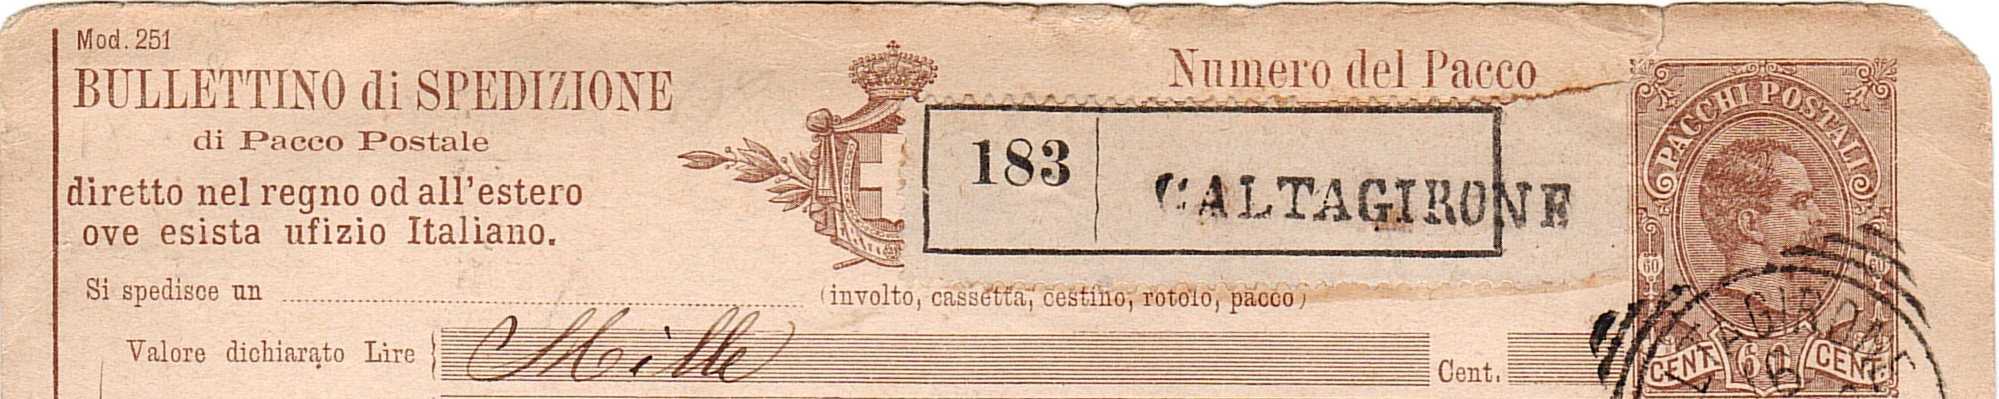 Mod. 251
BULLETTINO di SPEDIZIONE
di Pacco Postale
diretto nel regno od all'estero
ove esista ufizio Italiano.
Numero del Pacco
183 CALTAGIRONE
PACCHI POSTALI
60 60
Si spedisce un (involto, cassetta, cestino, rotolo, pacco)
Valore dichiarato Lire Mille Cent.
CENT. 60 CENT.